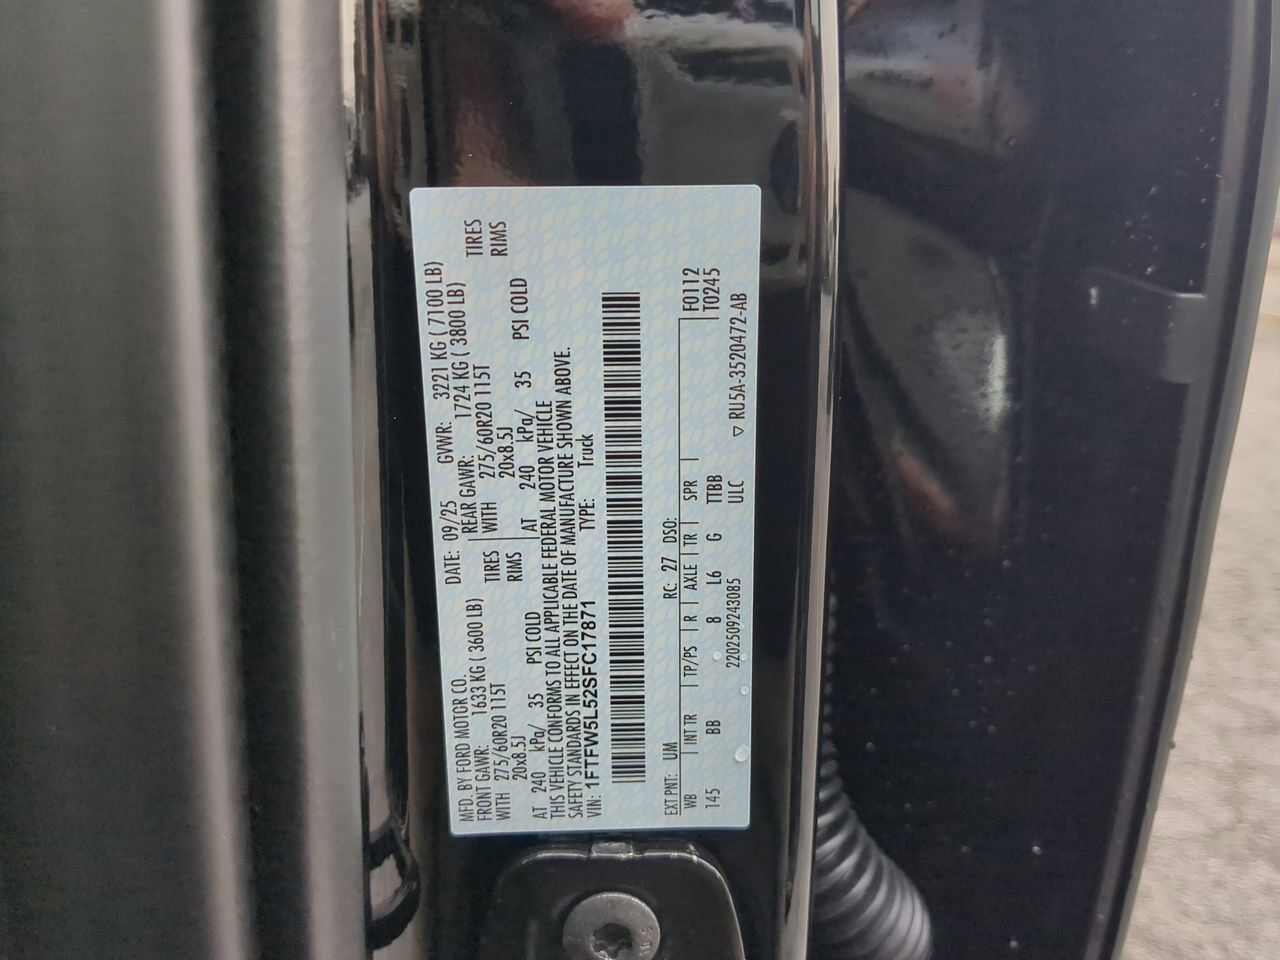 MFD. BY FORD MOTOR CO. DATE: 09/25 GVWR: 3221 KG ( 7100 LB)
FRONT GAWR: 1633 KG ( 3600 LB) REAR GAWR: 1724 KG ( 3800 LB)
WITH 275/60R20 115T TIRES WITH 275/60R20 115T TIRES
20x8.5J RIMS 20x8.5J RIMS
AT 240 kPa/ 35 PSI COLD AT 240 kPa/ 35 PSI COLD
THIS VEHICLE CONFORMS TO ALL APPLICABLE FEDERAL MOTOR VEHICLE
SAFETY STANDARDS IN EFFECT ON THE DATE OF MANUFACTURE SHOWN ABOVE.
VIN: 1FTFW5L52SFC17871 TYPE: Truck
EXT PNT: UM RC: 27 DSO: F0112
WB INT TR TP/PS R AXLE TR SPR T0245
145 BB 8 L6 G TTBB
2202509243085 ULC ▽ RU5A-3520472-AB